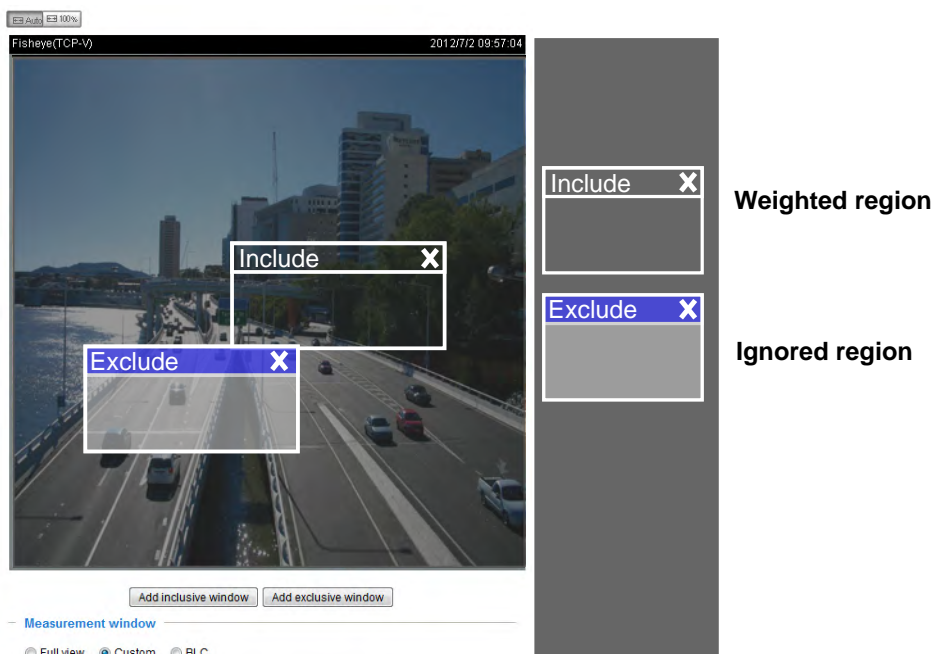 Auto 100%
Fisheye(TCP-V) 2012/7/2 09:57:04
Include X
Weighted region
Include X
Exclude X
Ignored region
Exclude X
Add inclusive window Add exclusive window
Measurement window
Full view Custom BLC